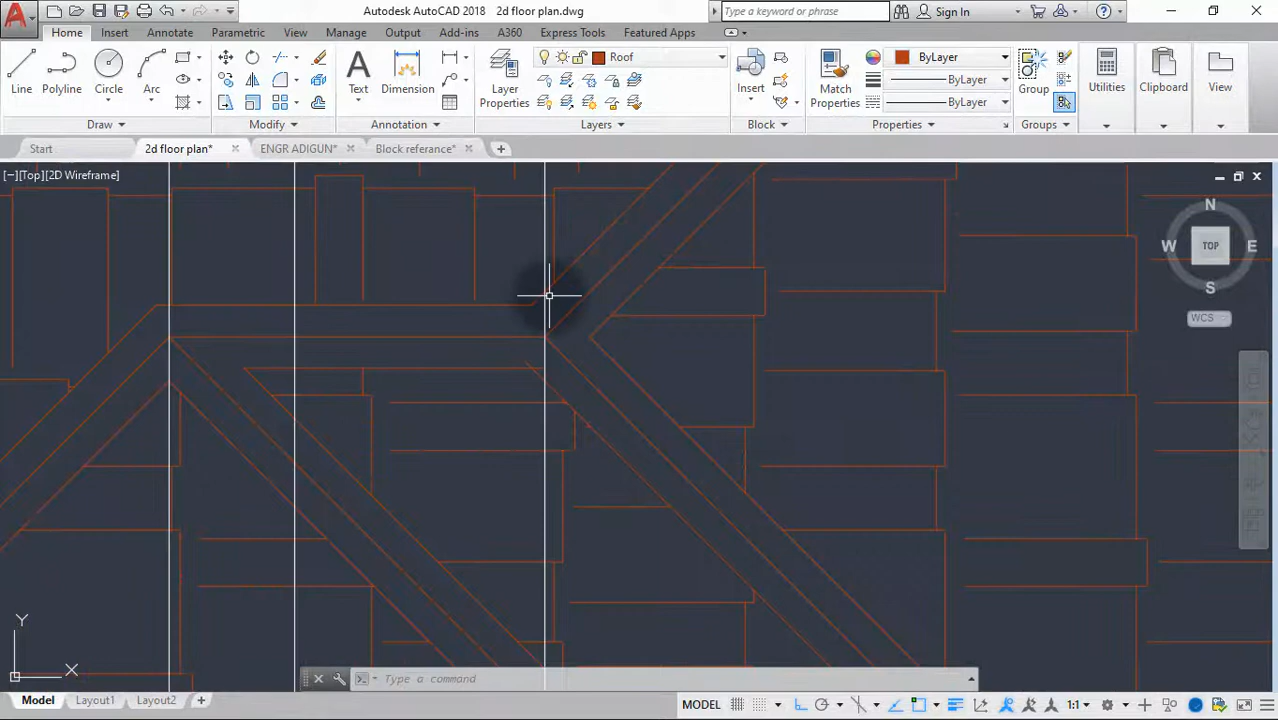 Autodesk AutoCAD 2018 2d floor plan.dwg
Type a keyword or phrase
Sign In
Home Insert Annotate Parametric View Manage Output Add-ins A360 Express Tools Featured Apps
Line Polyline Circle Arc
Text Dimension
Layer
Properties
Roof
Insert
Match
Properties
ByLayer
ByLayer
ByLayer
Group
Utilities
Clipboard
View
Draw
Modify
Annotation
Layers
Block
Properties
Groups
Start
2d floor plan*
ENGR ADIGUN*
Block referance*
[−][Top][2D Wireframe]
N
W TOP E
S
WCS
Y
X
Type a command
Model Layout1 Layout2
MODEL
1:1